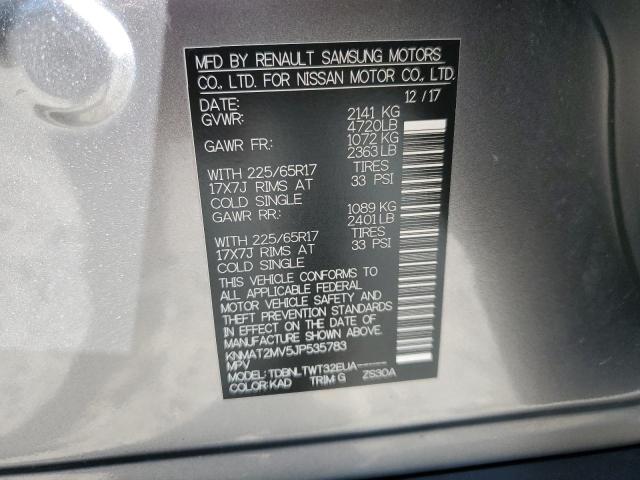 MFD BY RENAULT SAMSUNG MOTORS
CO., LTD. FOR NISSAN MOTOR CO., LTD.
DATE: 12 / 17
GVWR: 2141 KG
4720LB
GAWR FR: 1072 KG
2363 LB
WITH 225/65R17 TIRES
17X7J RIMS AT 33 PSI
COLD SINGLE
GAWR RR: 1089 KG
2401 LB
WITH 225/65R17 TIRES
17X7J RIMS AT 33 PSI
COLD SINGLE
THIS VEHICLE CONFORMS TO
ALL APPLICABLE FEDERAL
MOTOR VEHICLE SAFETY AND
THEFT PREVENTION STANDARDS
IN EFFECT ON THE DATE OF
MANUFACTURE SHOWN ABOVE.
KNMAT2MV5JP535783
MPV
MODEL: TDBNLTWT32EUA-----
COLOR: KAD TRIM: G ZS30A